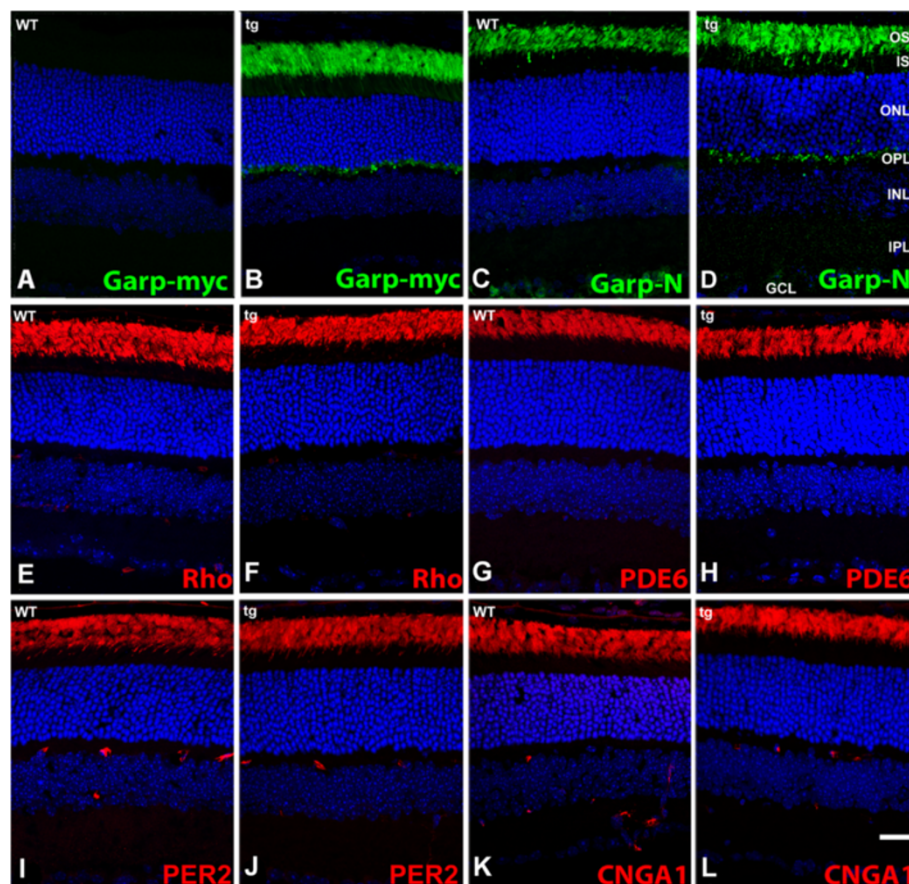 WT
tg
WT
tg
OS
IS
ONL
OPL
INL
IPL
GCL
A Garp-myc
B Garp-myc
C Garp-N
D Garp-N
WT
tg
WT
tg
E Rho
F Rho
G PDE6
H PDE6
WT
tg
WT
tg
I PER2
J PER2
K CNGA1
L CNGA1